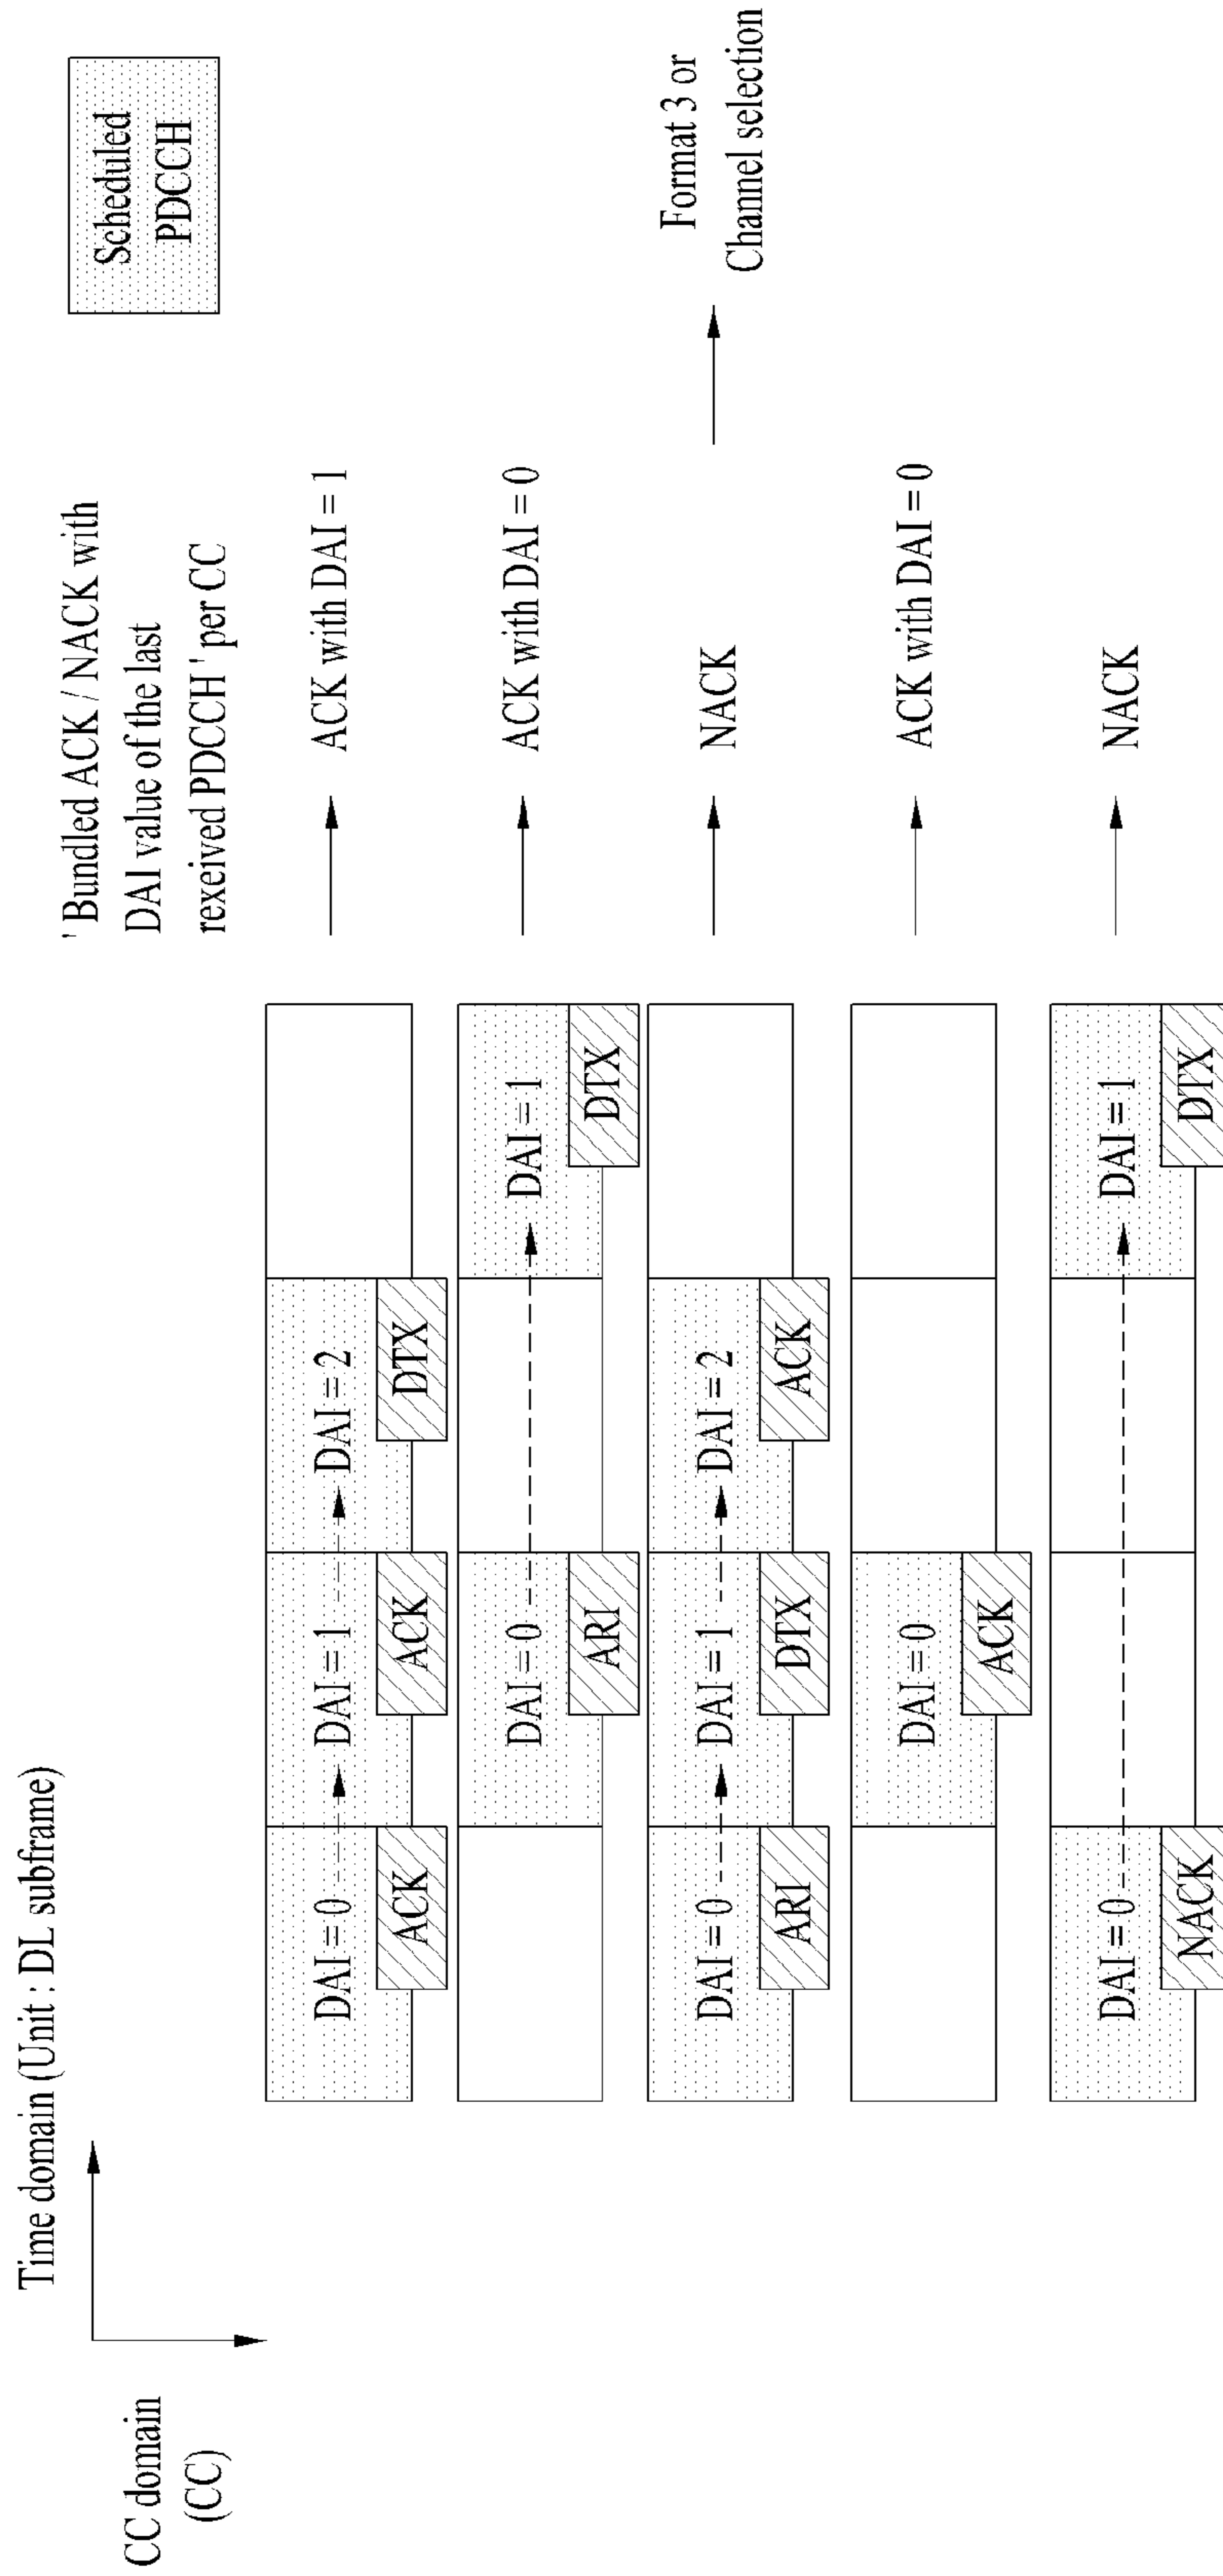 Time domain (Unit : DL subframe)
CC domain
(CC)
' Bundled ACK / NACK with
DAI value of the last
rexeived PDCCH ' per CC
Scheduled
PDCCH
DAI = 0 DAI = 1 DAI = 2
ACK ACK DTX
ACK with DAI = 1
DAI = 0 DAI = 1
ARI DTX
ACK with DAI = 0
DAI = 0 DAI = 1 DAI = 2
ARI DTX ACK
NACK
Format 3 or
Channel selection
DAI = 0
ACK
ACK with DAI = 0
DAI = 0 DAI = 1
NACK DTX
NACK